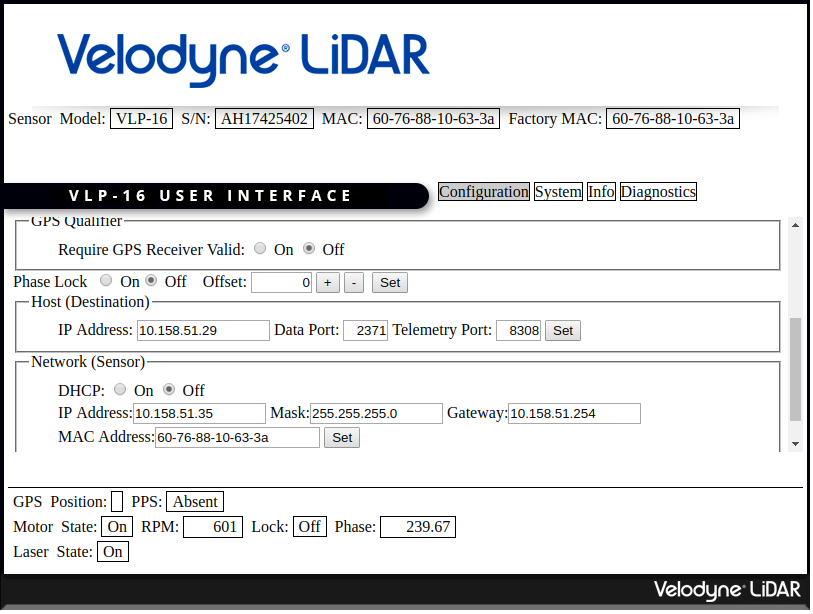 Velodyne® LiDAR
Sensor Model: VLP-16 S/N: AH17425402 MAC: 60-76-88-10-63-3a Factory MAC: 60-76-88-10-63-3a
VLP-16 USER INTERFACE Configuration System Info Diagnostics
GPS Qualifier
Require GPS Receiver Valid: On Off
Phase Lock On Off Offset: 0 + - Set
Host (Destination)
IP Address: 10.158.51.29 Data Port: 2371 Telemetry Port: 8308 Set
Network (Sensor)
DHCP: On Off
IP Address: 10.158.51.35 Mask: 255.255.255.0 Gateway: 10.158.51.254
MAC Address: 60-76-88-10-63-3a Set
GPS Position: PPS: Absent
Motor State: On RPM: 601 Lock: Off Phase: 239.67
Laser State: On
Velodyne® LiDAR